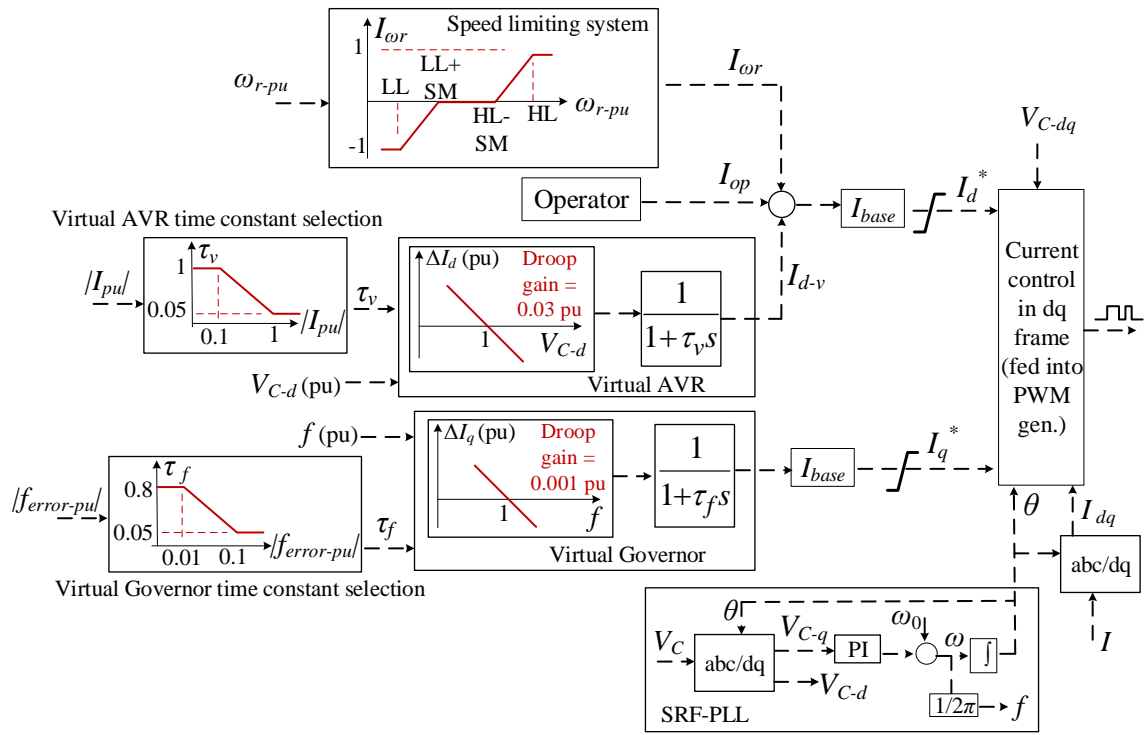 Speed limiting system
I_ωr
1
LL
LL+
SM
ω_r-pu
ω_r-pu
HL-
SM
HL
-1
I_ωr
V_C-dq
Operator
I_op
I_base
I_d*
Current
control
in dq
frame
(fed into
PWM
gen.)
Virtual AVR time constant selection
τ_v
1
0.05
0.1
1
|I_pu|
|I_pu|
τ_v
ΔI_d (pu)
Droop
gain =
0.03 pu
1
V_C-d
1
1+τ_v s
I_d-v
Virtual AVR
V_C-d (pu)
f (pu)
ΔI_q (pu)
Droop
gain =
0.001 pu
1
f
1
1+τ_f s
Virtual Governor
I_base
I_q*
|f_error-pu|
τ_f
0.8
0.05
0.01
0.1
|f_error-pu|
τ_f
Virtual Governor time constant selection
θ
I_dq
abc/dq
I
θ
V_C
abc/dq
V_C-q
V_C-d
PI
ω_0
ω
∫
1/2π
f
SRF-PLL